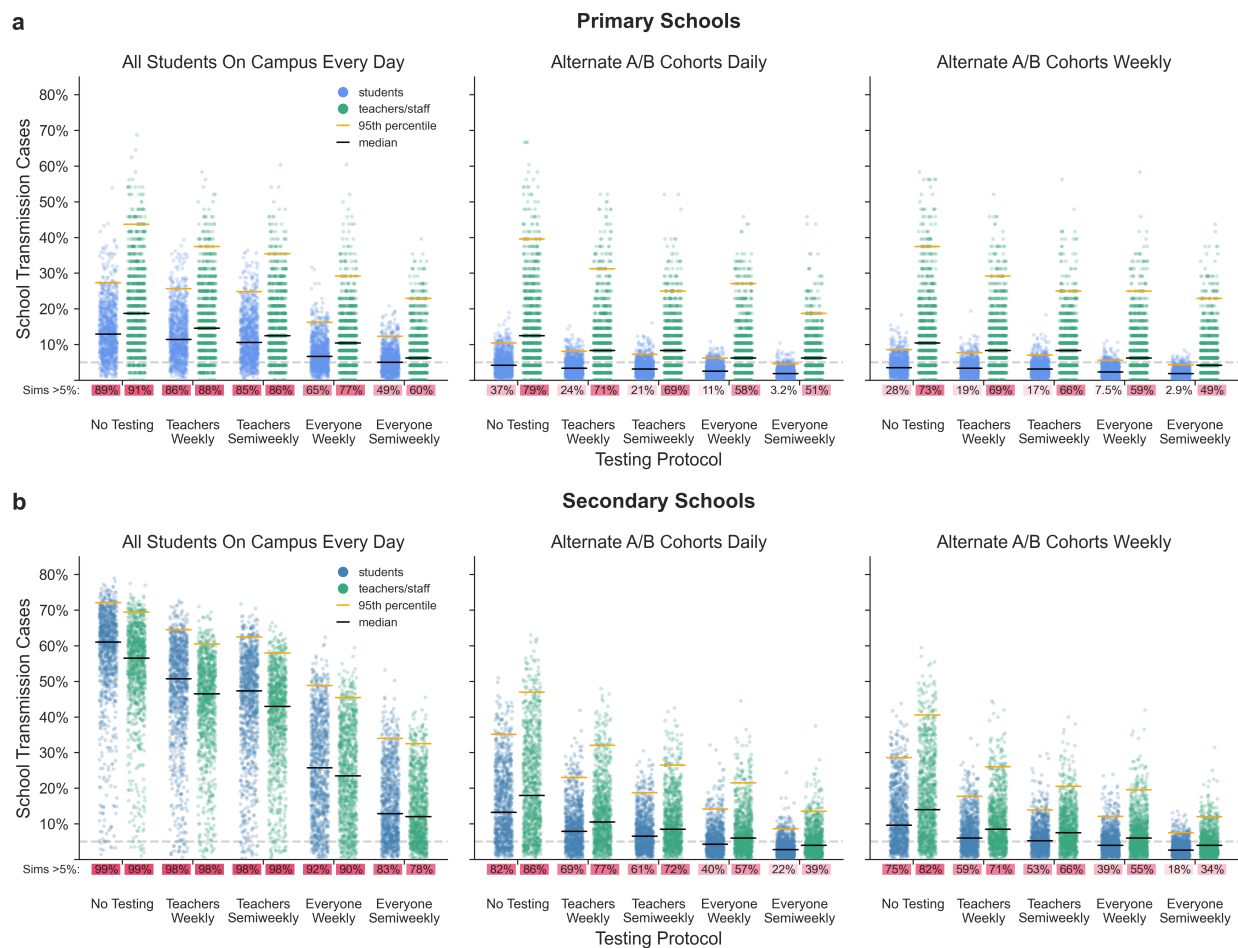 a
Primary Schools
All Students On Campus Every Day
Alternate A/B Cohorts Daily
Alternate A/B Cohorts Weekly
School Transmission Cases
80%
70%
60%
50%
40%
30%
20%
10%
students
teachers/staff
95th percentile
median
Sims >5%: 89% 91% 86% 88% 85% 86% 65% 77% 49% 60% 37% 79% 24% 71% 21% 69% 11% 58% 3.2% 51% 28% 73% 19% 69% 17% 66% 7.5% 59% 2.9% 49%
No Testing Teachers Teachers Everyone Everyone No Testing Teachers Teachers Everyone Everyone No Testing Teachers Teachers Everyone Everyone
Weekly Semiweekly Weekly Semiweekly Weekly Semiweekly Weekly Semiweekly Weekly Semiweekly Weekly Semiweekly
Testing Protocol
b
Secondary Schools
All Students On Campus Every Day
Alternate A/B Cohorts Daily
Alternate A/B Cohorts Weekly
School Transmission Cases
80%
70%
60%
50%
40%
30%
20%
10%
students
teachers/staff
95th percentile
median
Sims >5%: 99% 99% 98% 98% 98% 98% 92% 90% 83% 78% 82% 86% 69% 77% 61% 72% 40% 57% 22% 39% 75% 82% 59% 71% 53% 66% 39% 55% 18% 34%
No Testing Teachers Teachers Everyone Everyone No Testing Teachers Teachers Everyone Everyone No Testing Teachers Teachers Everyone Everyone
Weekly Semiweekly Weekly Semiweekly Weekly Semiweekly Weekly Semiweekly Weekly Semiweekly Weekly Semiweekly
Testing Protocol